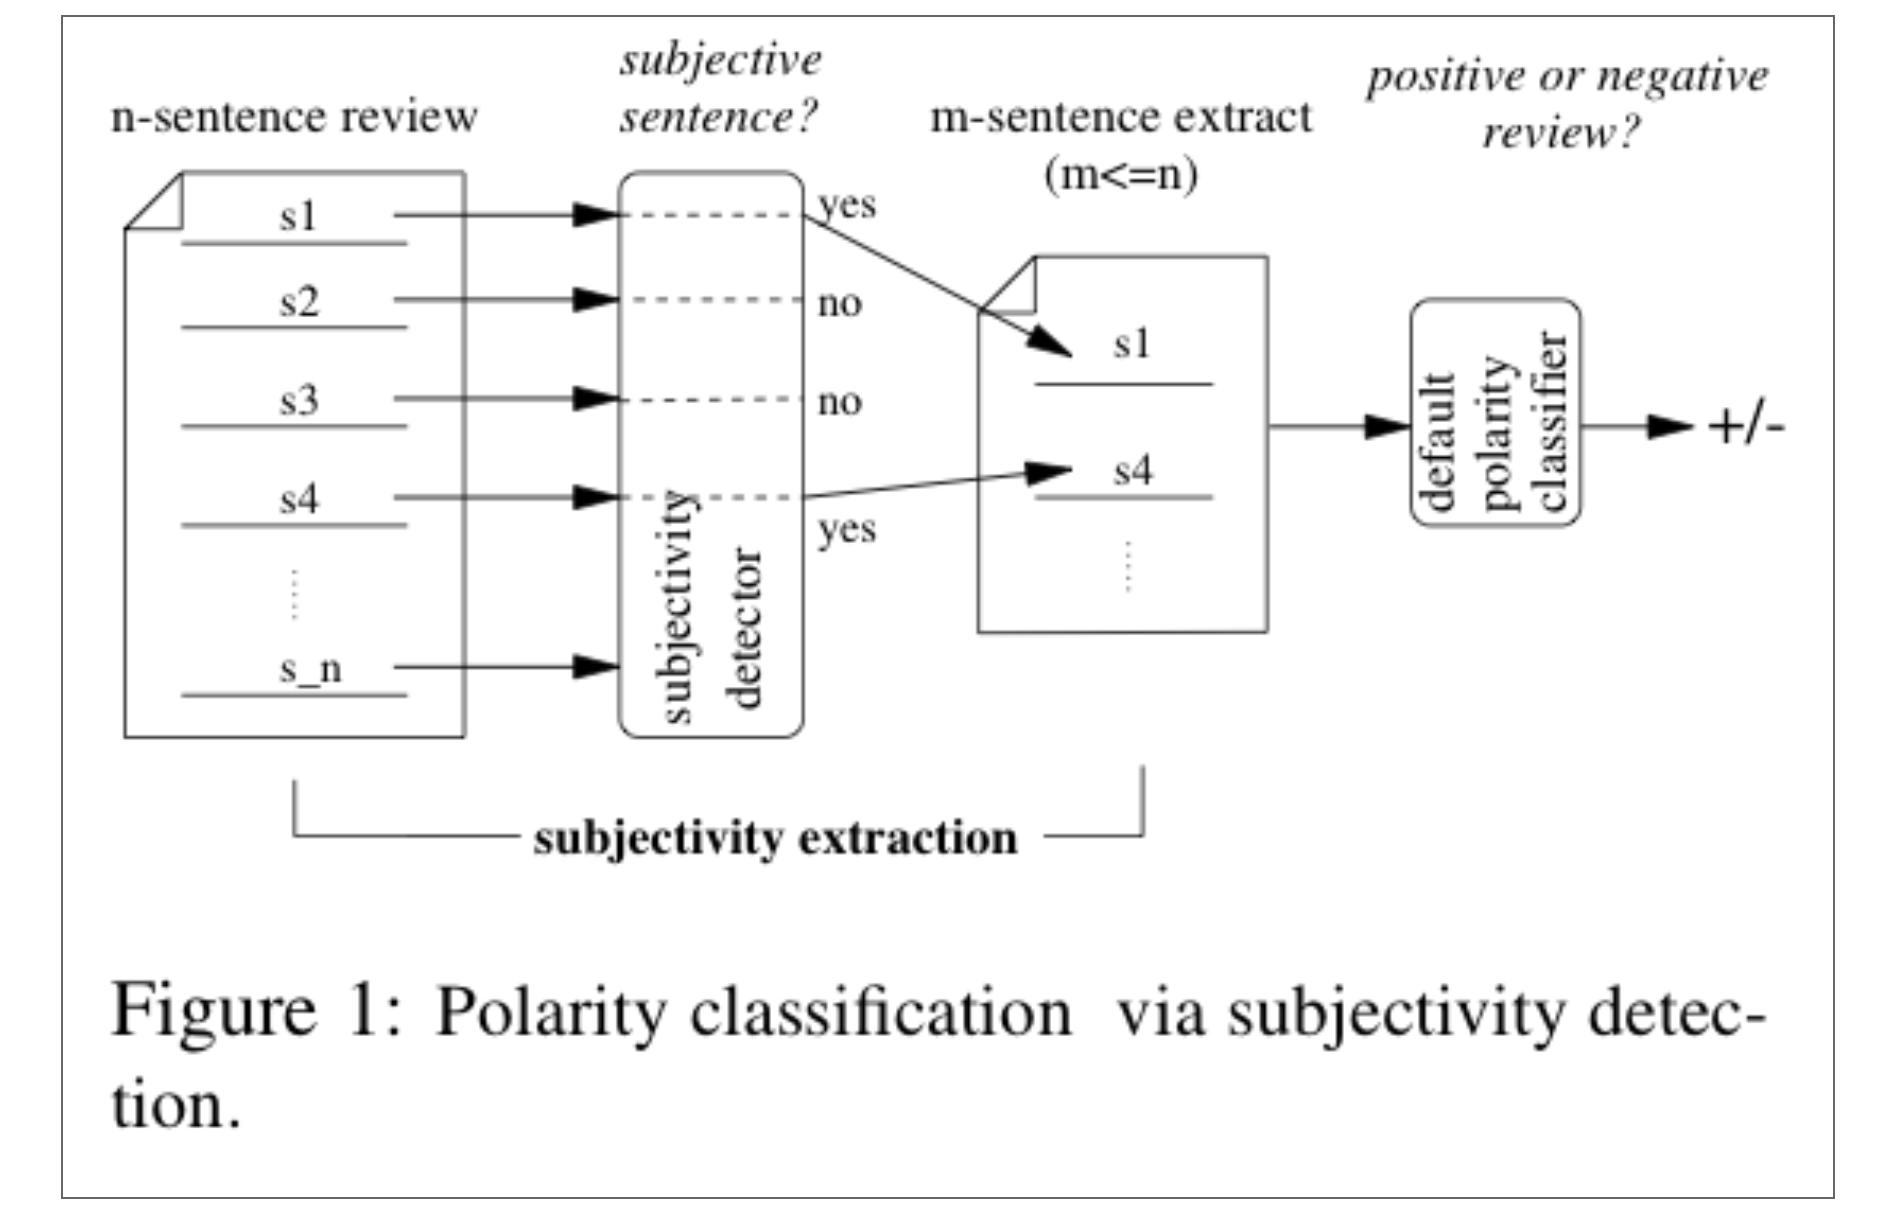 subjective
sentence?
n-sentence review
m-sentence extract
(m<=n)
positive or negative
review?
s1
s2
s3
s4
s_n
subjectivity
detector
yes
no
no
yes
s1
s4
default
polarity
classifier
+/-
subjectivity extraction
Figure 1: Polarity classification via subjectivity detec-
tion.